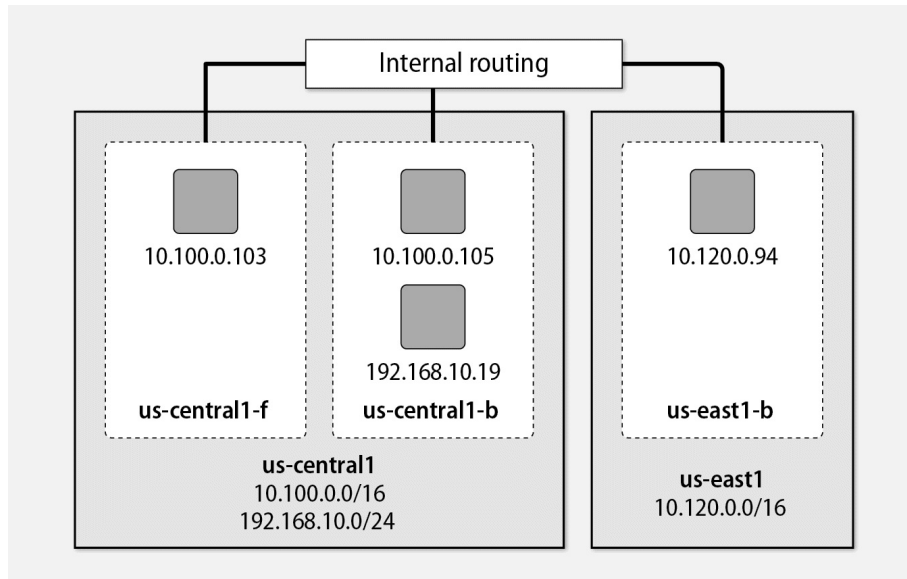 Internal routing
10.100.0.103
10.100.0.105
192.168.10.19
10.120.0.94
us-central1-f
us-central1-b
us-east1-b
us-central1
10.100.0.0/16
192.168.10.0/24
us-east1
10.120.0.0/16